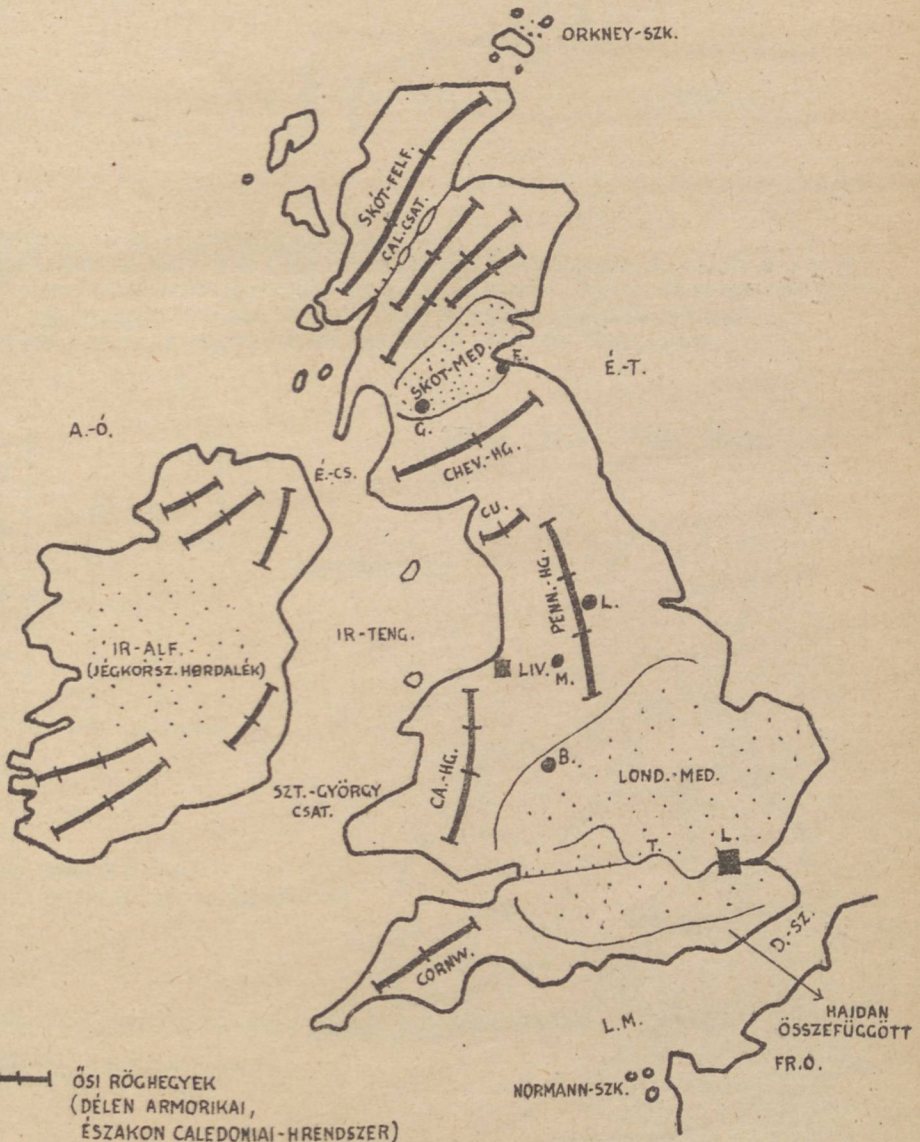 ORKNEY-SZK.
SKÓT-FELF.
CAL.CSAT.
SKÓT-MED.
E.
É.-T.
G.
A.-Ó.
É.-CS.
CHEV.-HG.
CU.
PENN.-HG.
L.
IR-ALF.
(JÉGKORSZ. HORDALÉK)
IR-TENG.
LIV.
M.
CA.-HG.
B.
LOND.-MED.
SZT.-GYÖRGY
CSAT.
T.
L.
D.-SZ.
CORNW.
L.M.
HAJDAN
ÖSSZEFÜGGÖTT
FR.O.
NORMANN-SZK.
ŐSI RÖGHEGYEK
(DÉLEN ARMORIKAI,
ÉSZAKON CALEDONIAI-HRENDSZER)